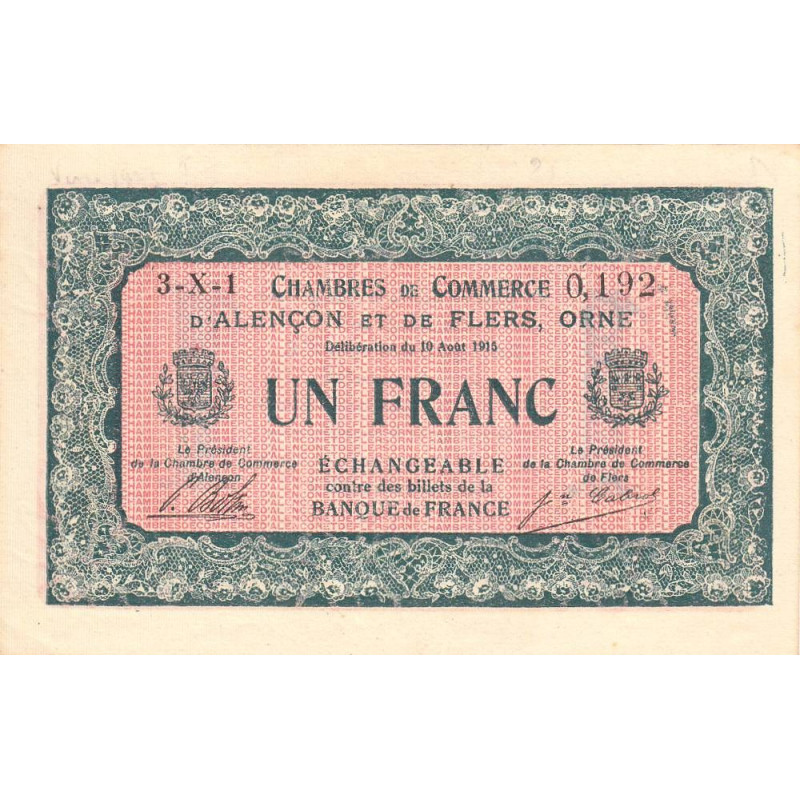 3-X-1 CHAMBRES DE COMMERCE 0,192
D'ALENÇON ET DE FLERS, ORNE
Délibération du 10 Août 1915
UN FRANC
Le Président
de la Chambre de Commerce
d'Alençon
ÉCHANGEABLE
contre des billets de la
BANQUE de FRANCE
Le Président
de la Chambre de Commerce
de Flers